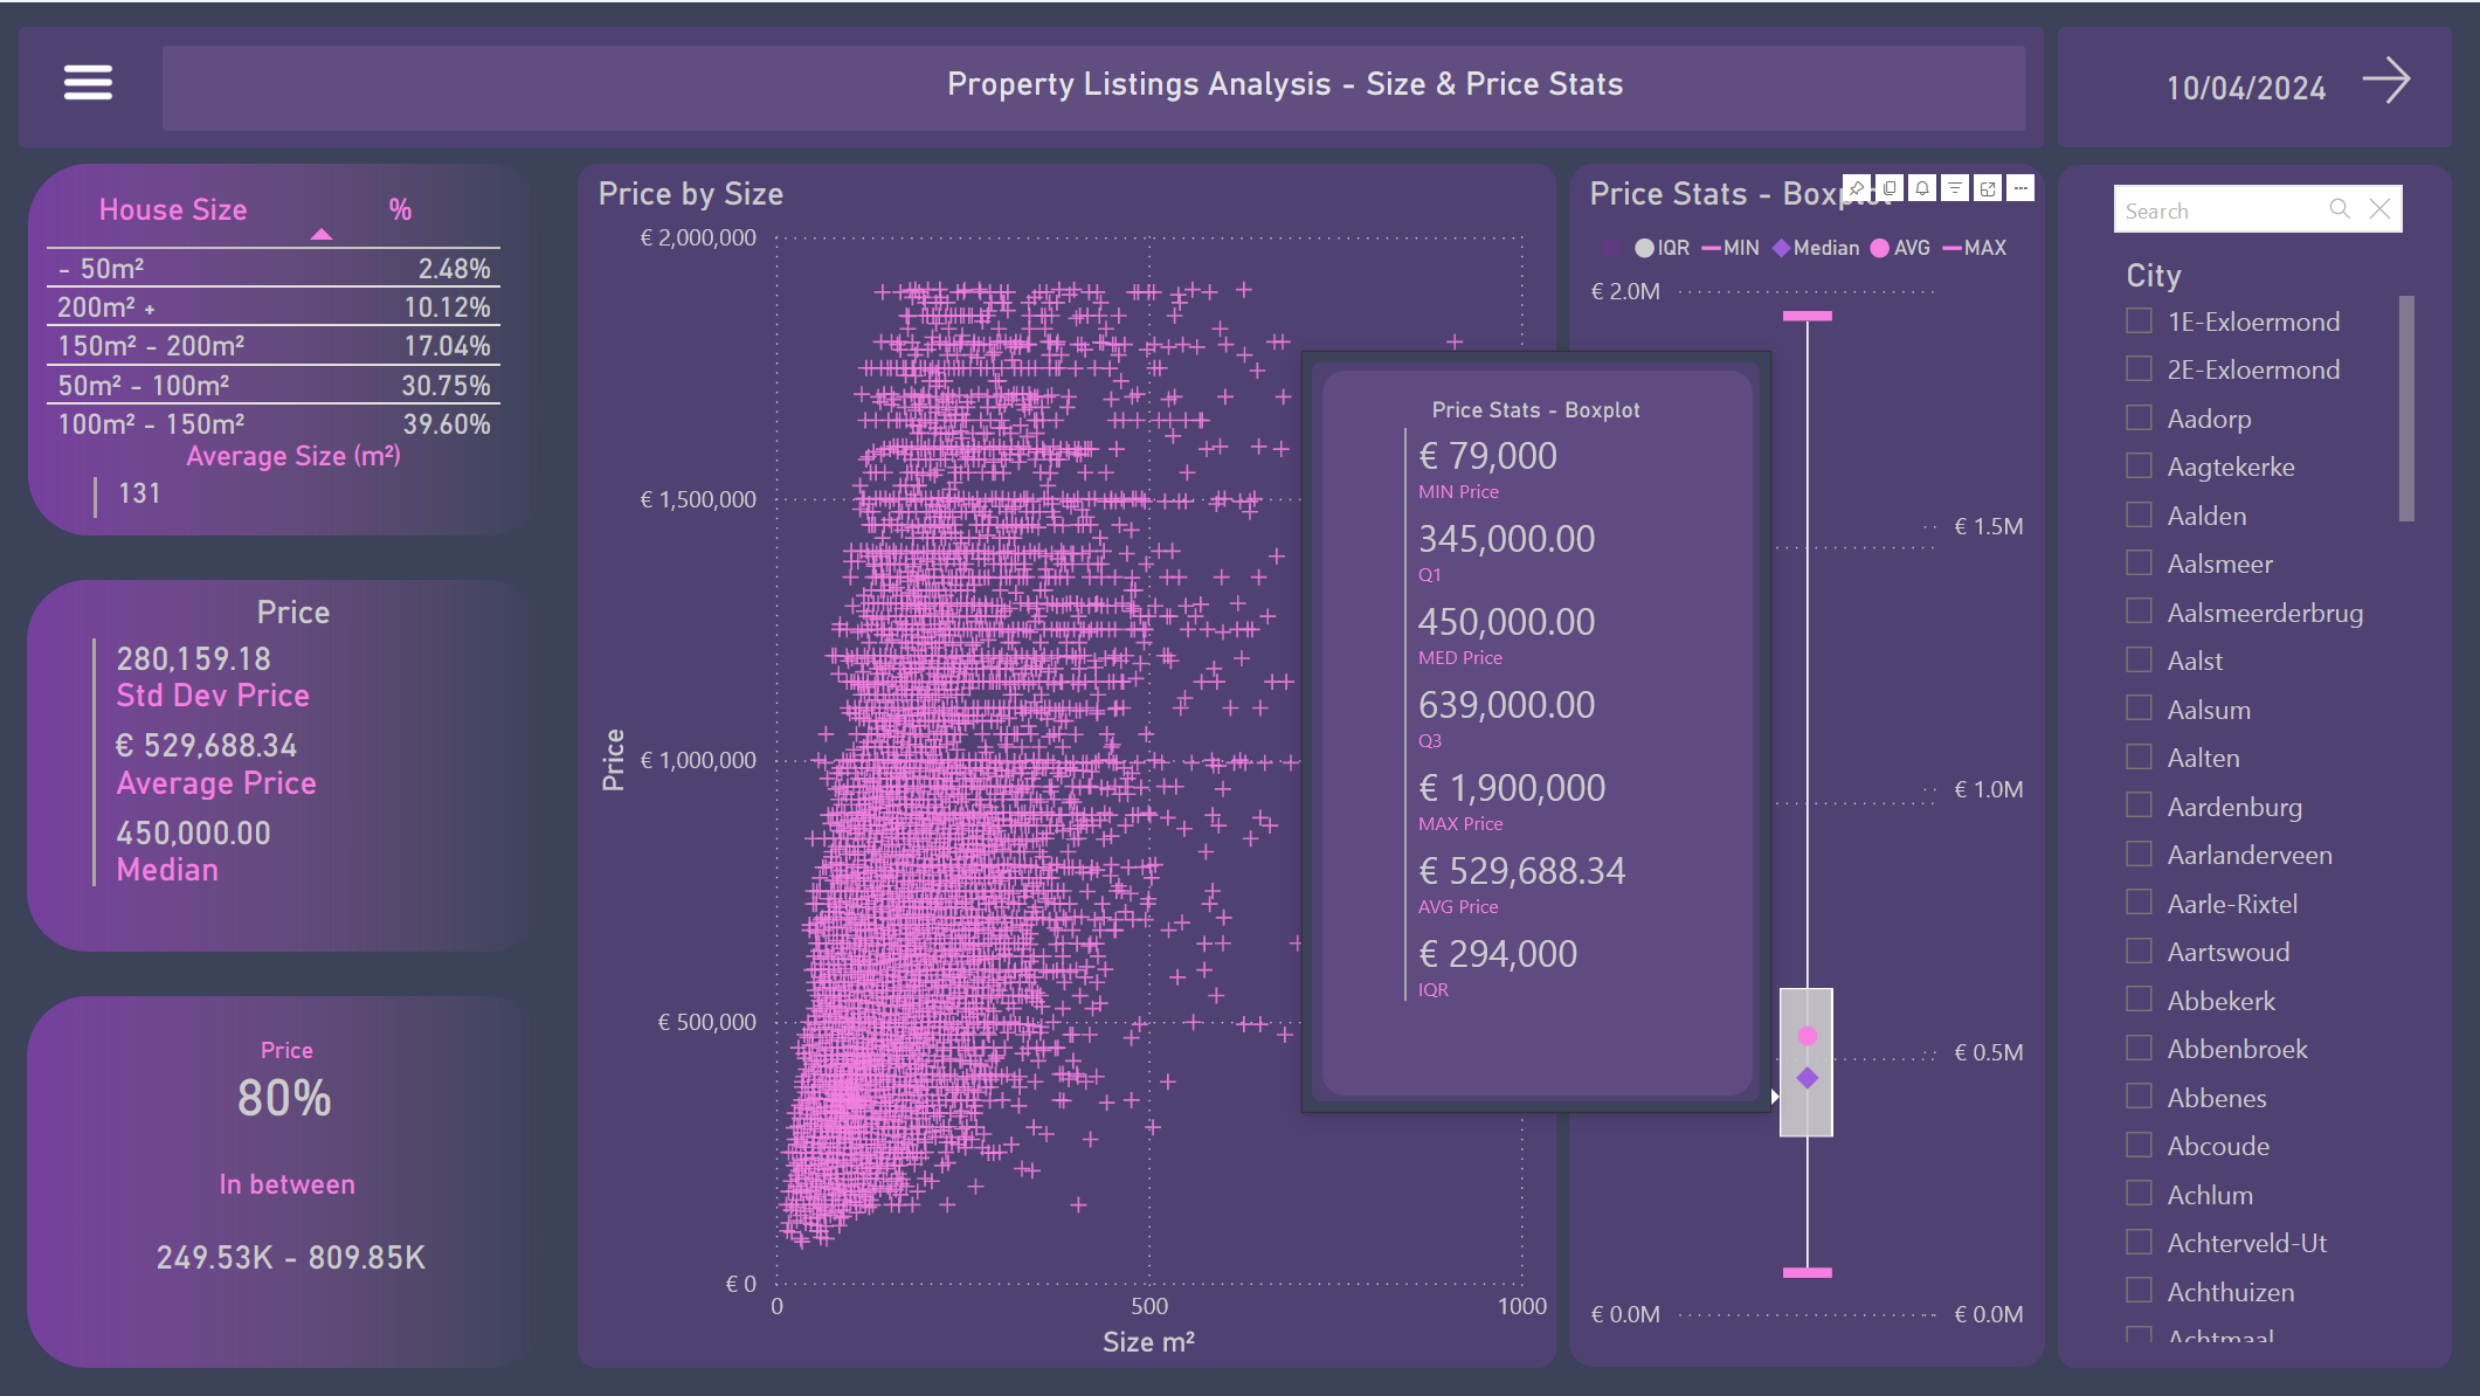 Property Listings Analysis - Size & Price Stats
10/04/2024
House Size %
- 50m² 2.48%
200m² + 10.12%
150m² - 200m² 17.04%
50m² - 100m² 30.75%
100m² - 150m² 39.60%
Average Size (m²)
131
Price
280,159.18
Std Dev Price
€ 529,688.34
Average Price
450,000.00
Median
Price
80%
In between
249.53K - 809.85K
Price by Size
€ 2,000,000
€ 1,500,000
€ 1,000,000
€ 500,000
€ 0
Price
0 500 1000
Size m²
Price Stats - Boxplot
IQR MIN Median AVG MAX
€ 2.0M
€ 1.5M
€ 1.0M
€ 0.5M
€ 0.0M € 0.0M
Price Stats - Boxplot
€ 79,000
MIN Price
345,000.00
Q1
450,000.00
MED Price
639,000.00
Q3
€ 1,900,000
MAX Price
€ 529,688.34
AVG Price
€ 294,000
IQR
Search
City
1E-Exloermond
2E-Exloermond
Aadorp
Aagtekerke
Aalden
Aalsmeer
Aalsmeerderbrug
Aalst
Aalsum
Aalten
Aardenburg
Aarlanderveen
Aarle-Rixtel
Aartswoud
Abbekerk
Abbenbroek
Abbenes
Abcoude
Achlum
Achterveld-Ut
Achthuizen
Achtmaal